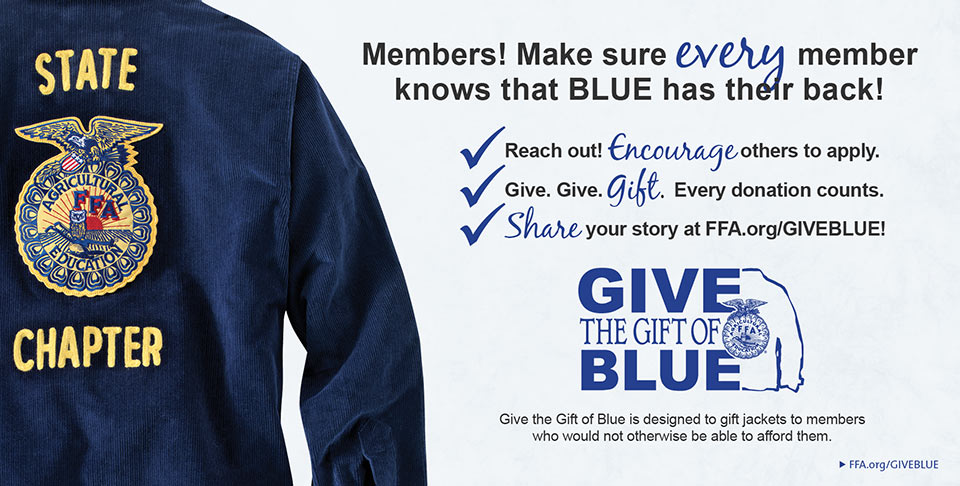 STATE
AGRICULTURAL
FFA
EDUCATION
CHAPTER
Members! Make sure every member
knows that BLUE has their back!
Reach out! Encourage others to apply.
Give. Give. Gift. Every donation counts.
Share your story at FFA.org/GIVEBLUE!
GIVE
THE GIFT OF
BLUE
FFA
Give the Gift of Blue is designed to gift jackets to members
who would not otherwise be able to afford them.
FFA.org/GIVEBLUE